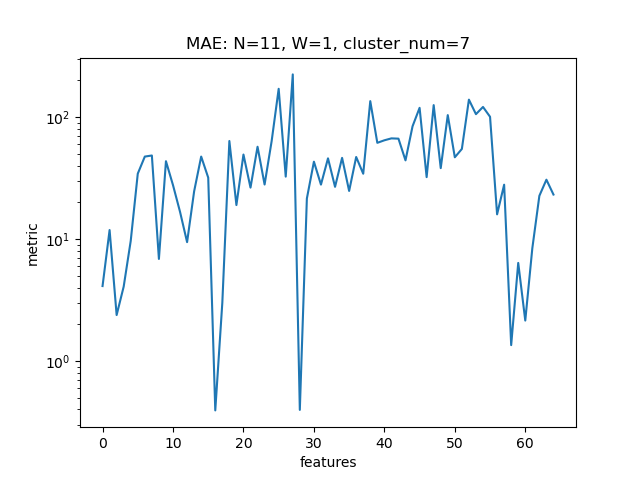 MAE: N=11, W=1, cluster_num=7
metric
10²
10¹
10⁰
0 10 20 30 40 50 60
features